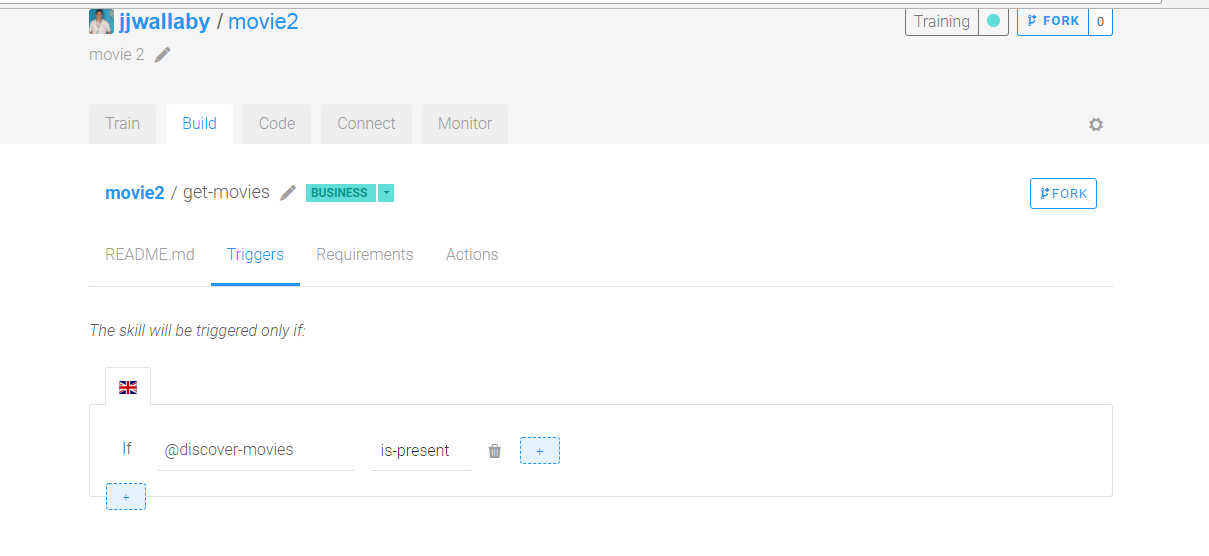 jjwallaby / movie2
Training
FORK 0
movie 2
Train Build Code Connect Monitor
movie2 / get-movies BUSINESS
FORK
README.md Triggers Requirements Actions
The skill will be triggered only if:
If @discover-movies is-present +
+